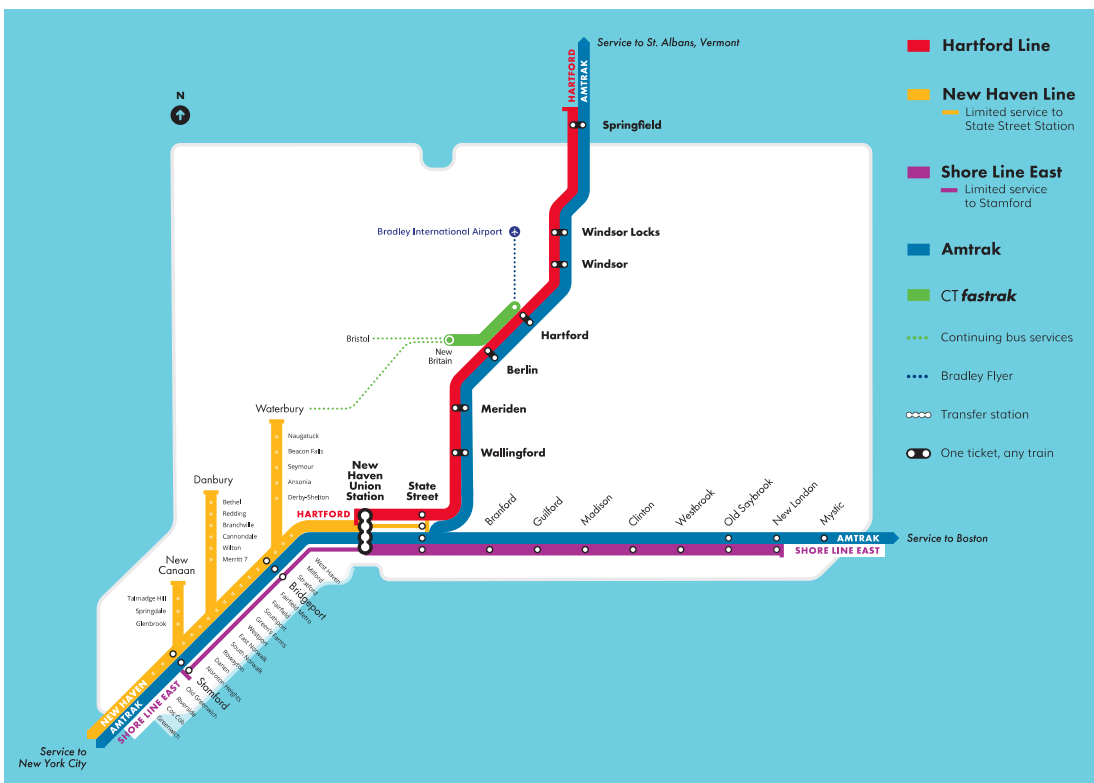 Service to St. Albans, Vermont
HARTFORD
AMTRAK
N
Springfield
Bradley International Airport
Windsor Locks
Windsor
Hartford
Bristol
New
Britain
Berlin
Meriden
Wallingford
Waterbury
Naugatuck
Beacon Falls
Seymour
Ansonia
Derby-Shelton
Danbury
Bethel
Redding
Branchville
Cannondale
Wilton
Merritt 7
New
Canaan
Talmadge Hill
Springdale
Glenbrook
New
Haven
Union
Station
State
Street
HARTFORD
Branford
Guilford
Madison
Clinton
Westbrook
Old Saybrook
New London
Mystic
AMTRAK
SHORE LINE EAST
Service to Boston
West Haven
Milford
Stratford
Bridgeport
Fairfield Metro
Fairfield
Southport
Green's Farms
Westport
East Norwalk
South Norwalk
Rowayton
Darien
Noroton Heights
Stamford
Old Greenwich
Riverside
Cos Cob
Greenwich
NEW HAVEN
AMTRAK
SHORE LINE EAST
Service to
New York City
Hartford Line
New Haven Line
Limited service to
State Street Station
Shore Line East
Limited service
to Stamford
Amtrak
CTfastrak
Continuing bus services
Bradley Flyer
Transfer station
One ticket, any train